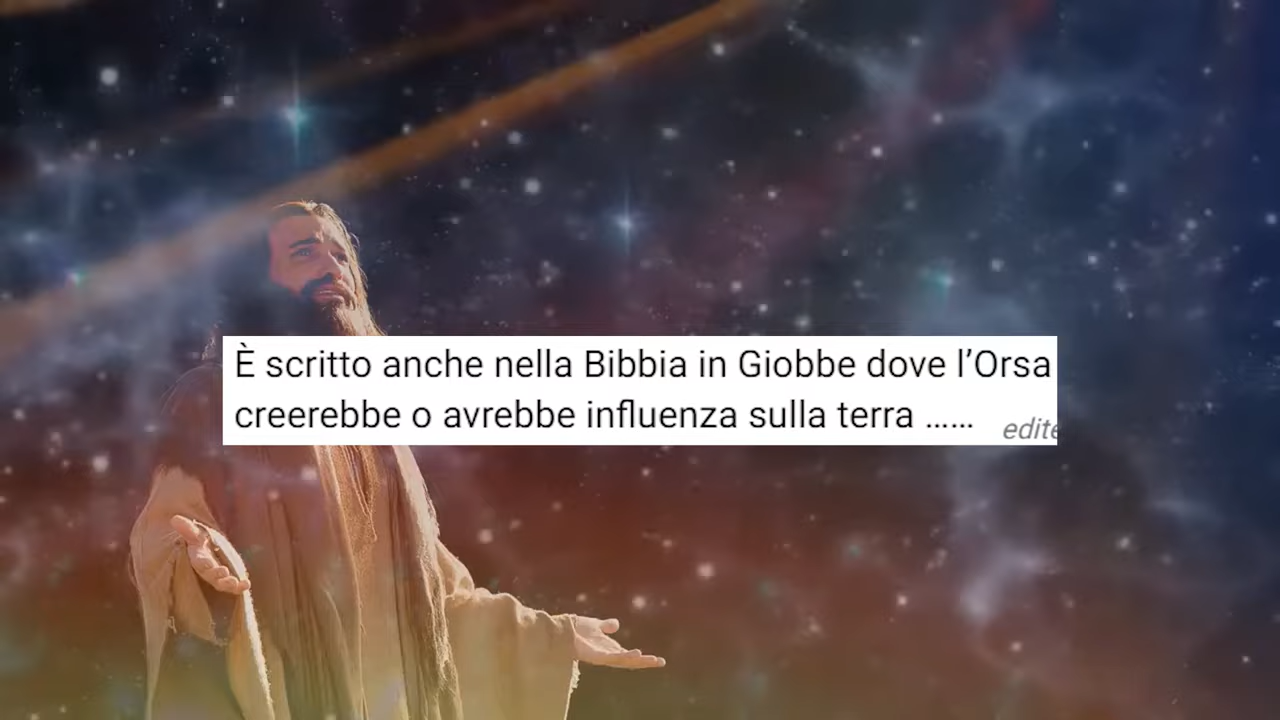 È scritto anche nella Bibbia in Giobbe dove l’Orsa
creerebbe o avrebbe influenza sulla terra ......